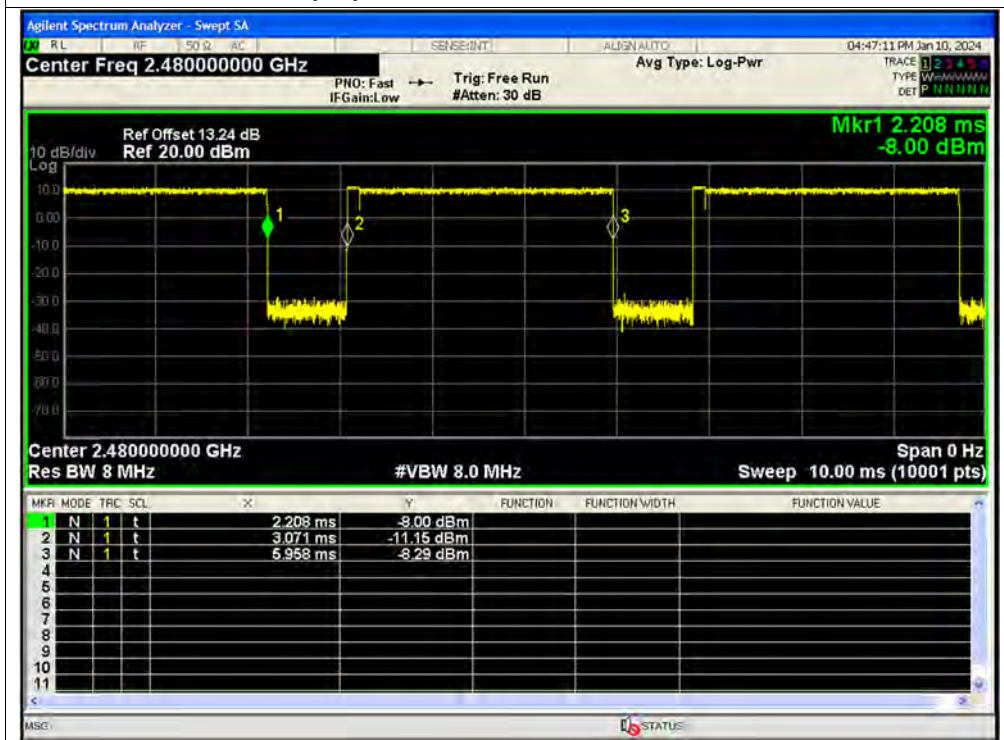 Agilent Spectrum Analyzer - Swept SA
RL RF 50 Ω AC SENSE:INT ALIGN AUTO 04:47:11 PM Jan 10, 2024
Center Freq 2.480000000 GHz Avg Type: Log-Pwr TRACE 1 2 3 4 5 6
PNO: Fast Trig: Free Run TYPE
IFGain:Low #Atten: 30 dB DET P N N N N N
Mkr1 2.208 ms
Ref Offset 13.24 dB
10 dB/div Ref 20.00 dBm -8.00 dBm
Log
10.0
0.00
-10.0
-20.0
-30.0
-40.0
-50.0
-60.0
-70.0
1
2
3
Center 2.480000000 GHz Span 0 Hz
Res BW 8 MHz #VBW 8.0 MHz Sweep 10.00 ms (10001 pts)
MKR MODE TRC SCL X Y FUNCTION FUNCTION WIDTH FUNCTION VALUE
1 N 1 t 2.208 ms -8.00 dBm
2 N 1 t 3.071 ms -11.15 dBm
3 N 1 t 5.958 ms -8.29 dBm
4
5
6
7
8
9
10
11
MSG STATUS